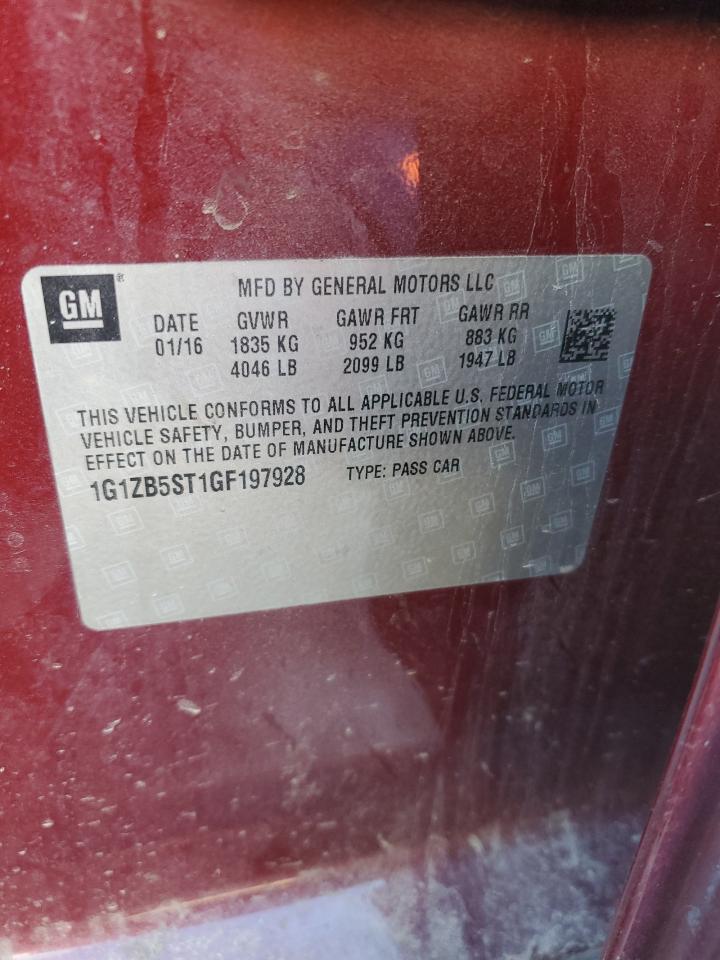 GM
MFD BY GENERAL MOTORS LLC
DATE GVWR GAWR FRT GAWR RR
01/16 1835 KG 952 KG 883 KG
4046 LB 2099 LB 1947 LB
THIS VEHICLE CONFORMS TO ALL APPLICABLE U.S. FEDERAL MOTOR
VEHICLE SAFETY, BUMPER, AND THEFT PREVENTION STANDARDS IN
EFFECT ON THE DATE OF MANUFACTURE SHOWN ABOVE.
1G1ZB5ST1GF197928 TYPE: PASS CAR